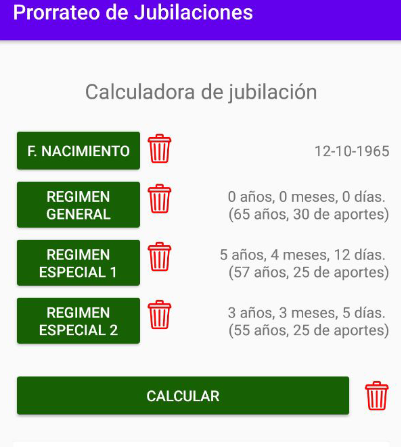 Prorrateo de Jubilaciones
Calculadora de jubilación
F. NACIMIENTO
12-10-1965
REGIMEN
GENERAL
0 años, 0 meses, 0 días.
(65 años, 30 de aportes)
REGIMEN
ESPECIAL 1
5 años, 4 meses, 12 días.
(57 años, 25 de aportes)
REGIMEN
ESPECIAL 2
3 años, 3 meses, 5 días.
(55 años, 25 de aportes)
CALCULAR